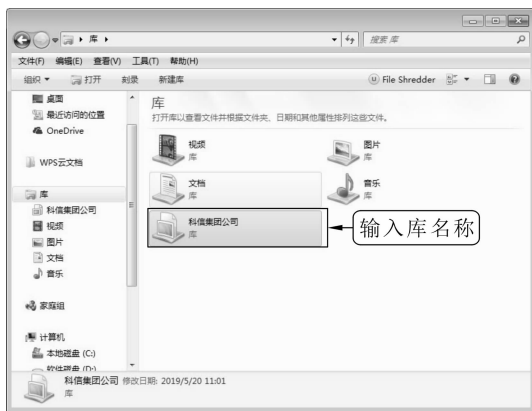 库
搜索 库
文件(F) 编辑(E) 查看(V) 工具(T) 帮助(H)
组织 打开 刻录 新建库 File Shredder
桌面
最近访问的位置
OneDrive
WPS云文档
库
科信集团公司
视频
图片
文档
音乐
家庭组
计算机
本地磁盘 (C:)
软件磁盘 (D:)
库
打开库以查看文件并根据文件夹、日期和其他属性排列这些文件。
视频
库
图片
库
文档
库
音乐
库
科信集团公司
库
输入库名称
科信集团公司 修改日期: 2019/5/20 11:01
库